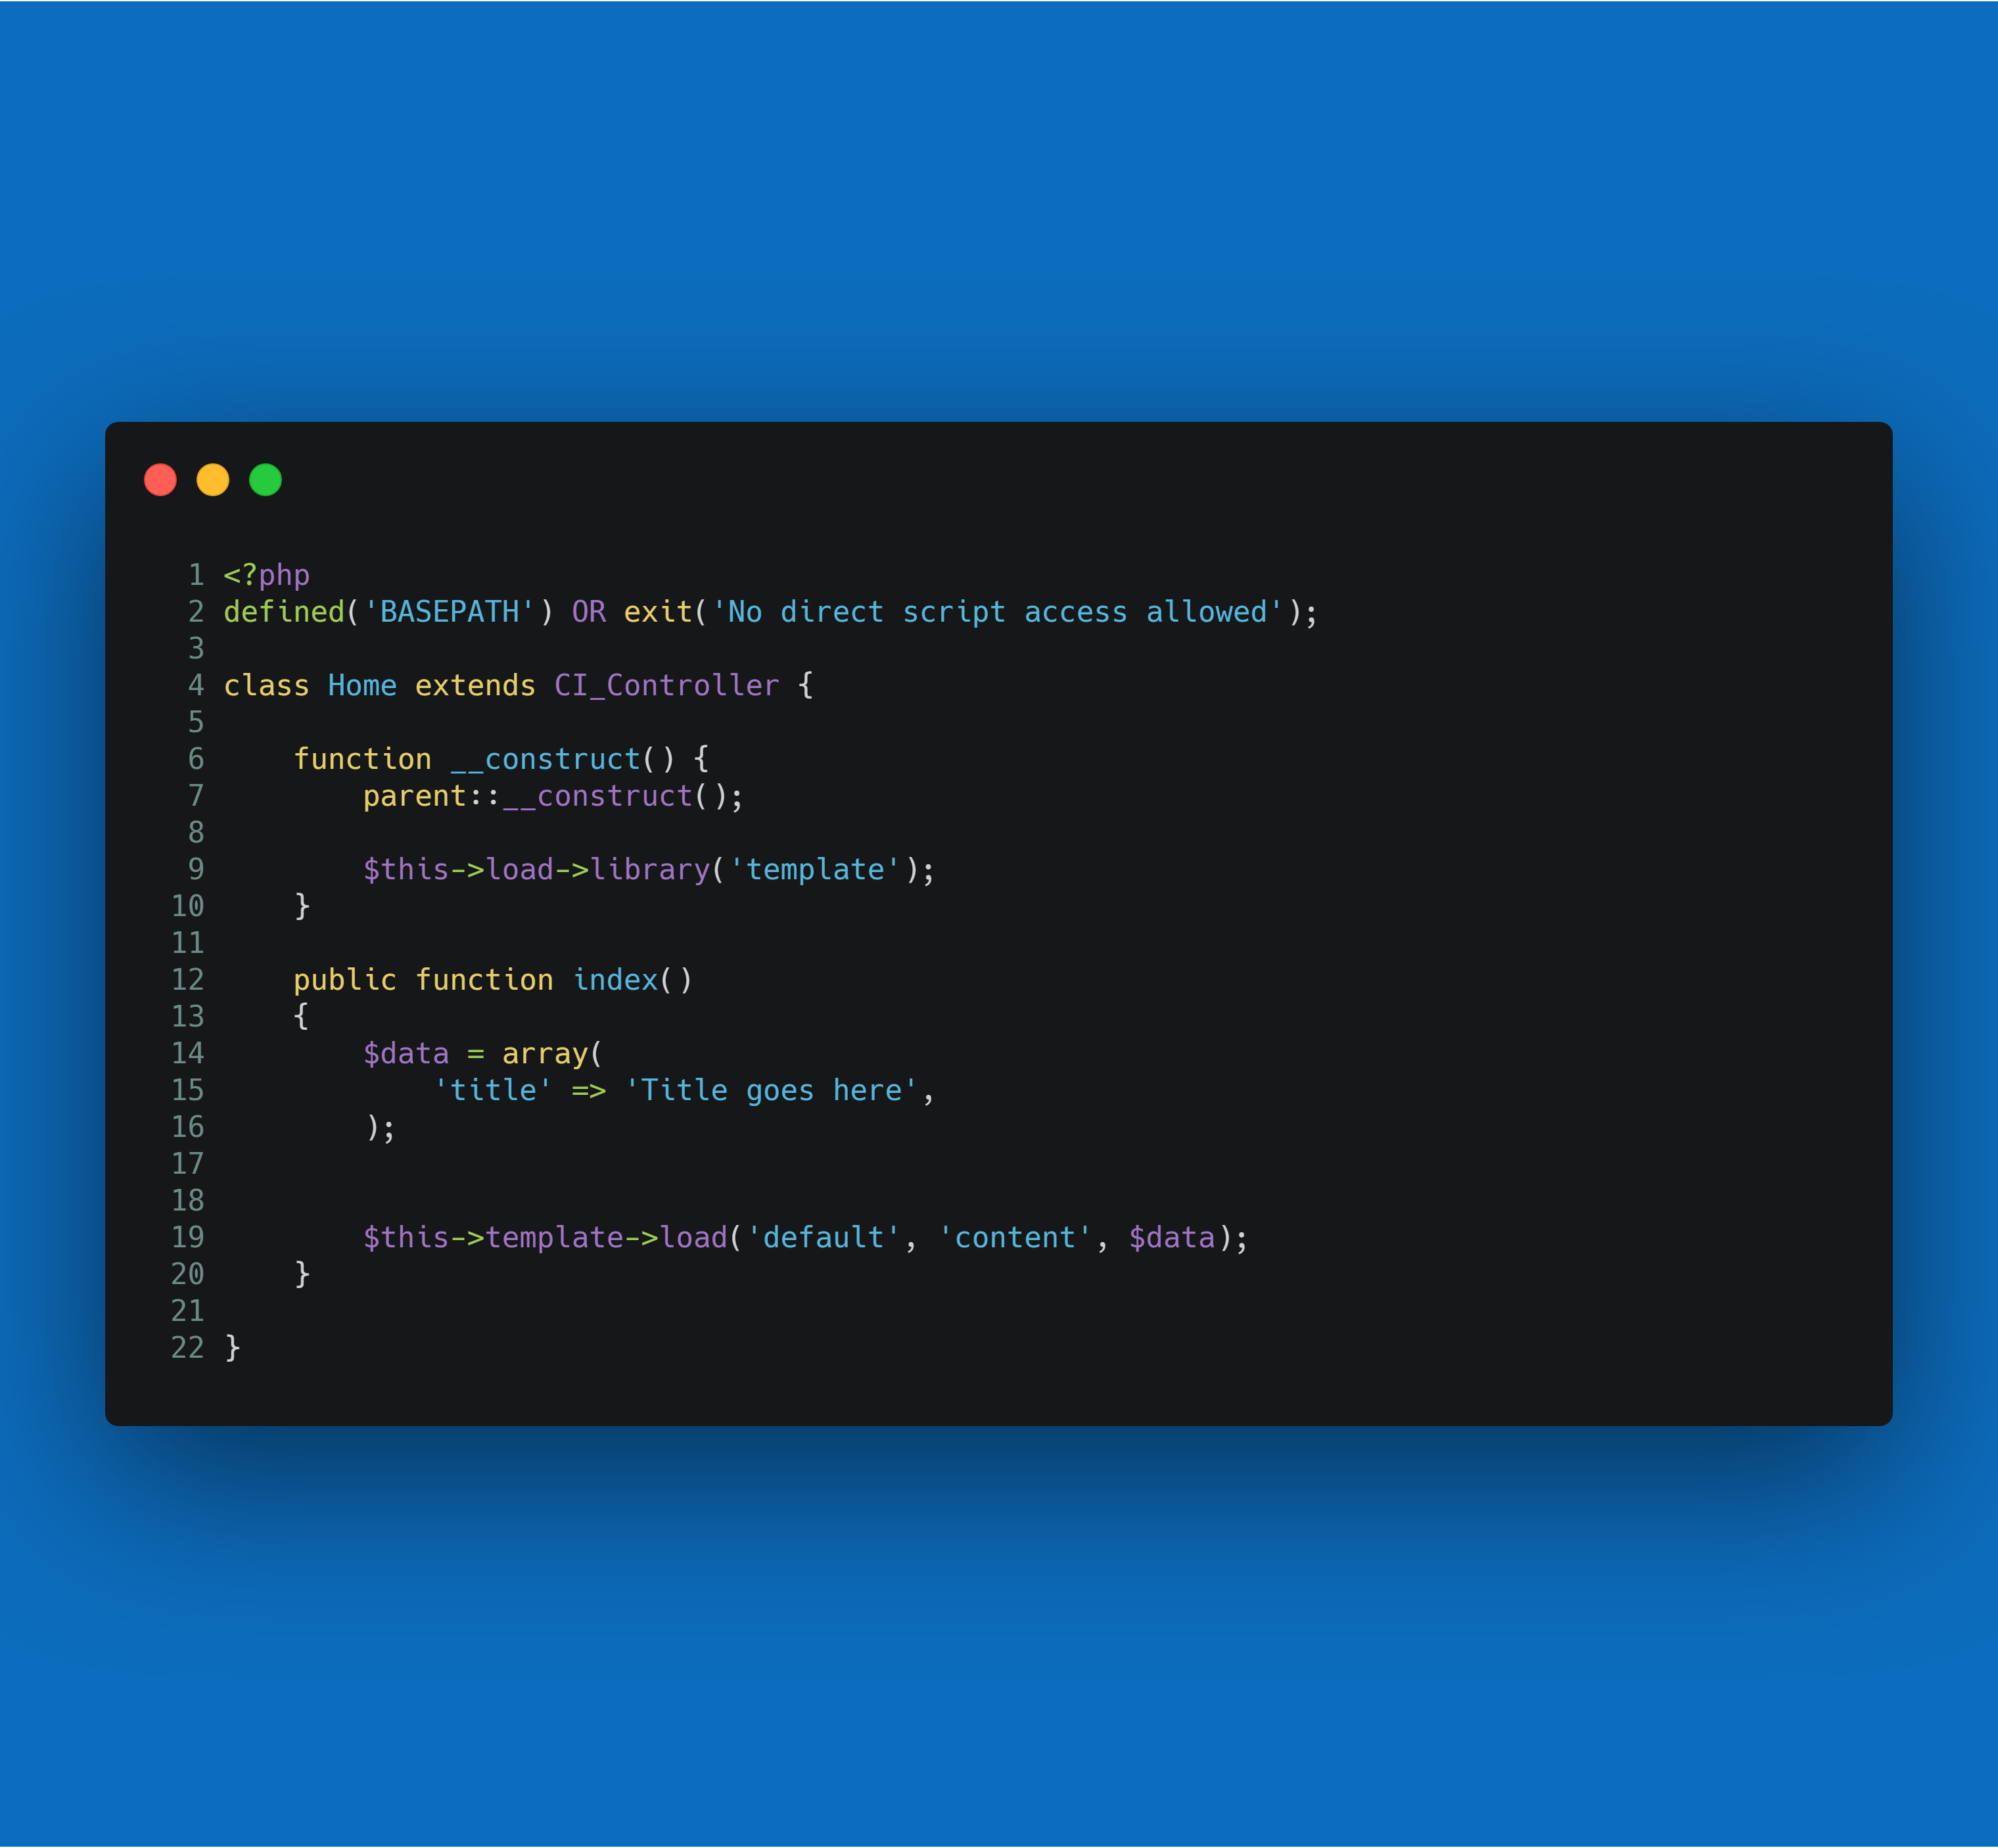 1 <?php
2 defined('BASEPATH') OR exit('No direct script access allowed');
3
4 class Home extends CI_Controller {
5
6     function __construct() {
7         parent::__construct();
8
9         $this->load->library('template');
10     }
11
12     public function index()
13     {
14         $data = array(
15             'title' => 'Title goes here',
16         );
17
18
19         $this->template->load('default', 'content', $data);
20     }
21
22 }